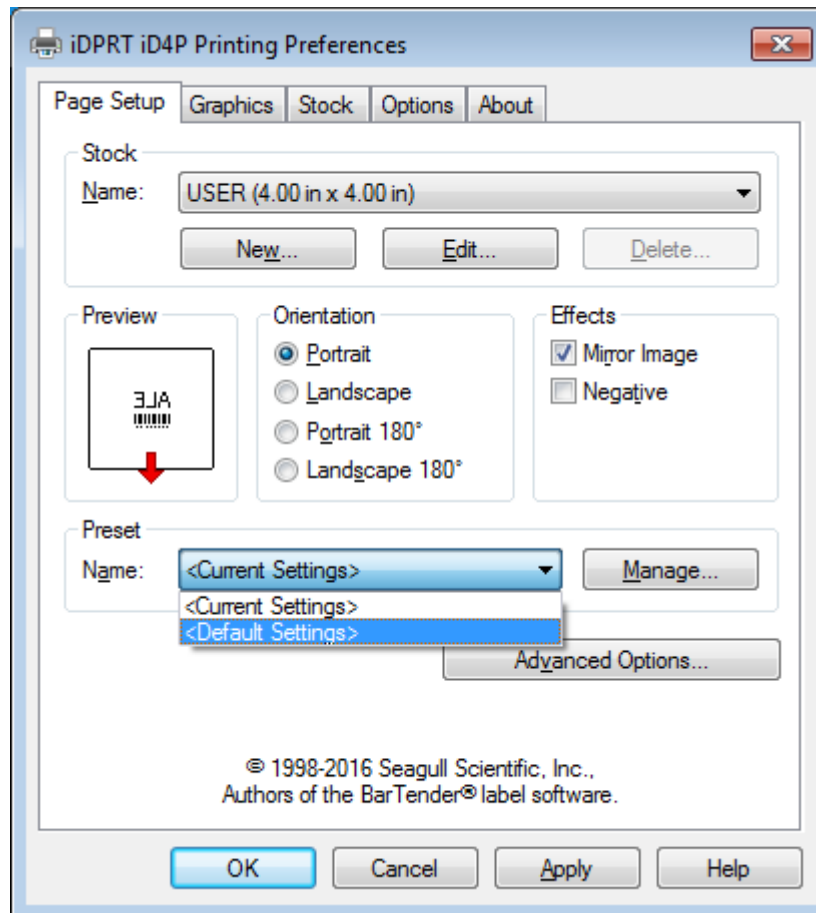 iDPRT iD4P Printing Preferences
Page Setup Graphics Stock Options About
Stock
Name: USER (4.00 in x 4.00 in)
New... Edit... Delete...
Preview Orientation Effects
Portrait Mirror Image
Landscape Negative
Portrait 180°
Landscape 180°
ALE
Preset
Name: <Current Settings> Manage...
<Current Settings>
<Default Settings>
Advanced Options...
© 1998-2016 Seagull Scientific, Inc.,
Authors of the BarTender® label software.
OK Cancel Apply Help